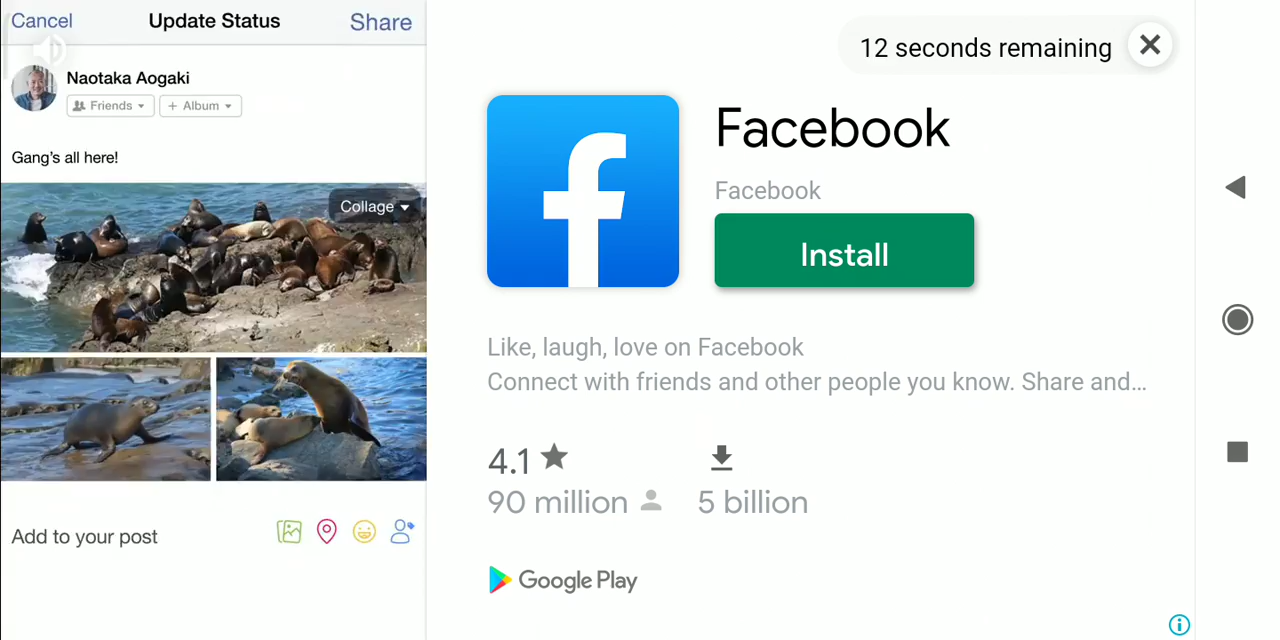 Cancel Update Status Share
Naotaka Aogaki
Friends + Album
Gang's all here!
Collage
Add to your post
12 seconds remaining
Facebook
Facebook
Install
Like, laugh, love on Facebook
Connect with friends and other people you know. Share and...
4.1
90 million 5 billion
Google Play